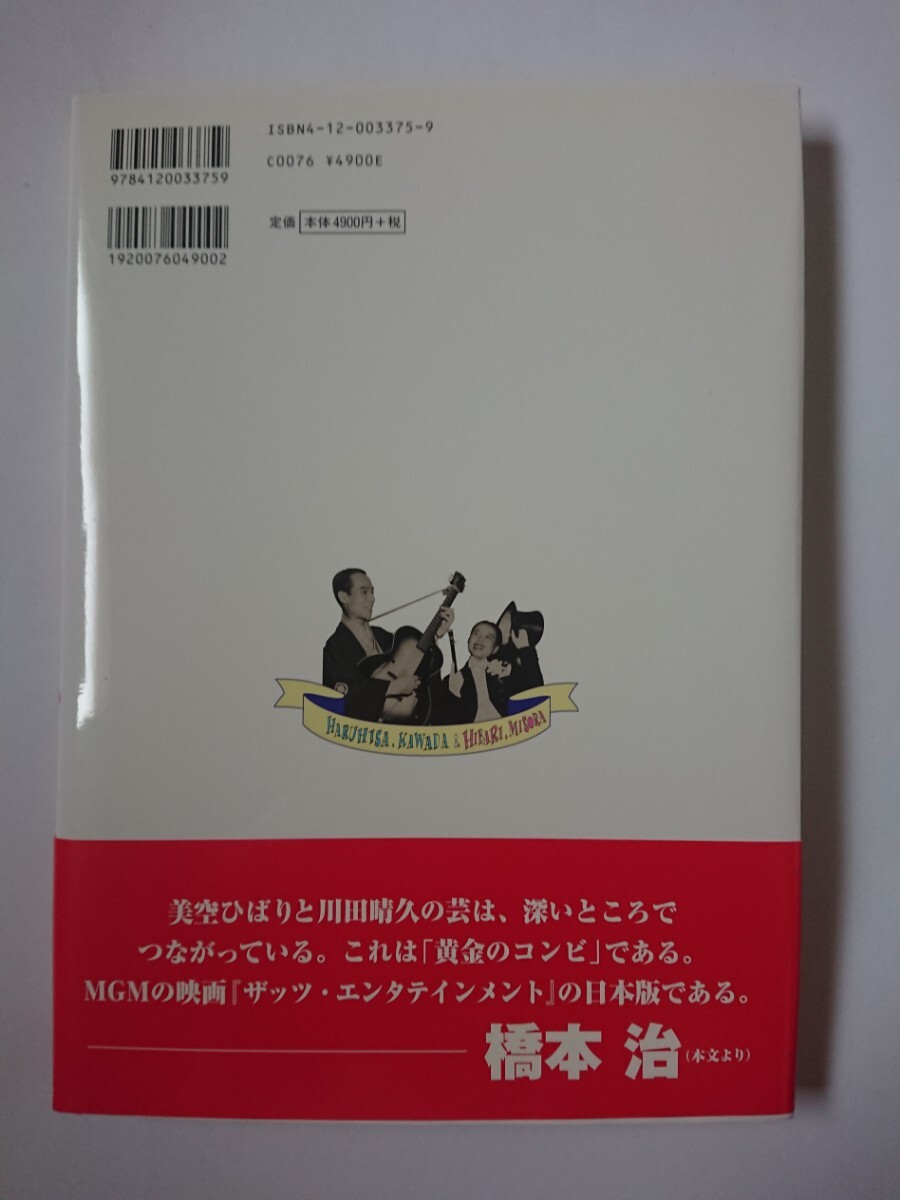 ISBN4-12-003375-9
C0076 ¥4900E
9784120033759
定価 本体4900円+税
1920076049002
HARUHISA.KAWADA & HIBARI.MISORA
美空ひばりと川田晴久の芸は、深いところで
つながっている。これは「黄金のコンビ」である。
MGMの映画『ザッツ・エンタテインメント』の日本版である。
橋本 治(本文より)